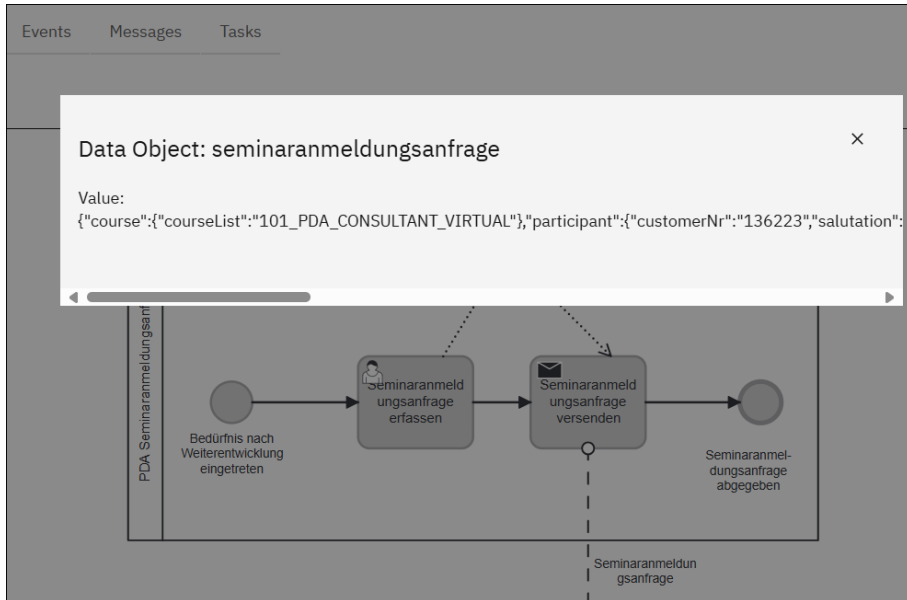 Events Messages Tasks
Data Object: seminaranmeldungsanfrage
Value:
{"course":{"courseList":"101_PDA_CONSULTANT_VIRTUAL"},"participant":{"customerNr":"136223","salutation":
PDA Seminaranmeldungsanf
Seminaranmeld
ungsanfrage
erfassen
Seminaranmeld
ungsanfrage
versenden
Bedürfnis nach
Weiterentwicklung
eingetreten
Seminaranmel-
dungsanfrage
abgegeben
Seminaranmeldun
gsanfrage